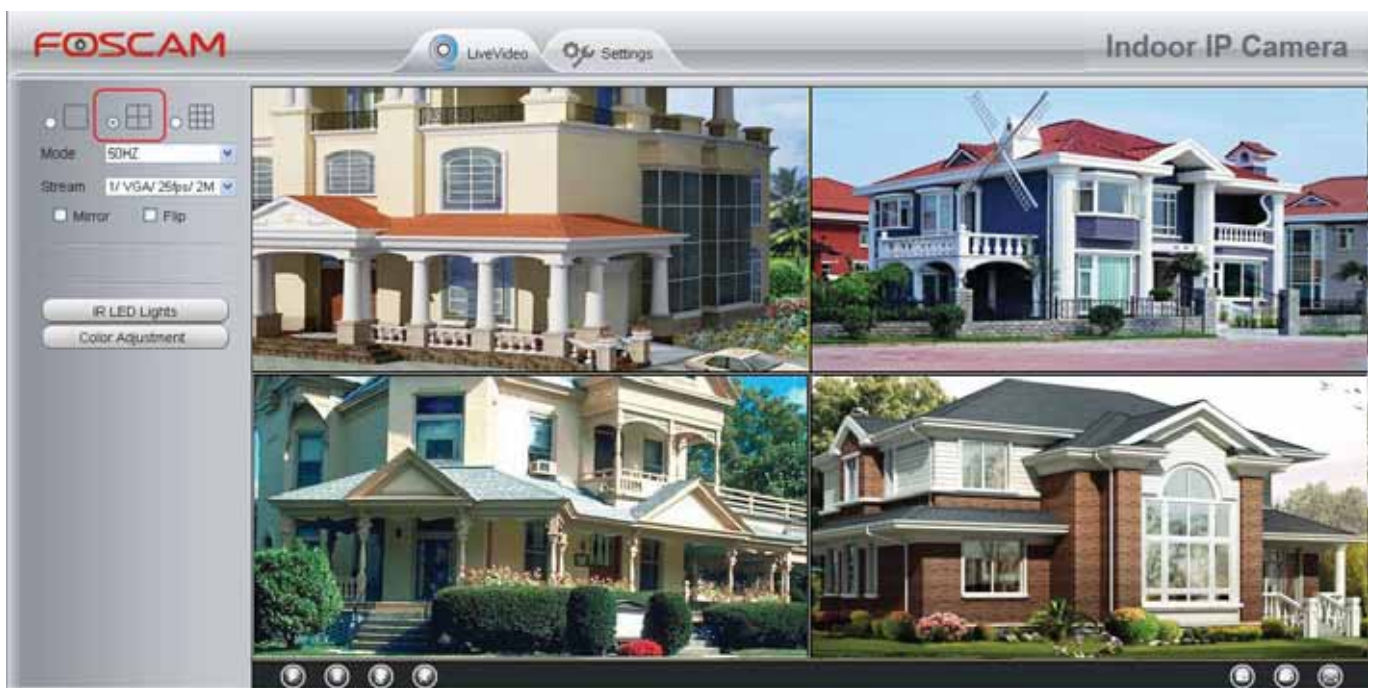 FOSCAM
LiveVideo
Settings
Indoor IP Camera
Mode 50HZ
Stream 1/ VGA/ 25fps/ 2M
Mirror Flip
IR LED Lights
Color Adjustment